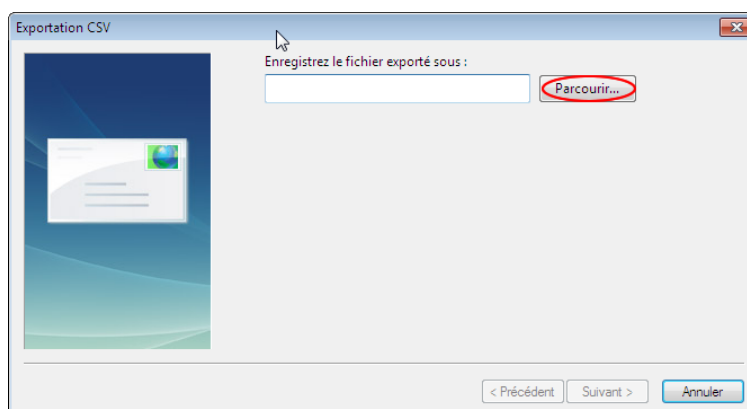 Exportation CSV
Enregistrez le fichier exporté sous :
Parcourir...
< Précédent
Suivant >
Annuler